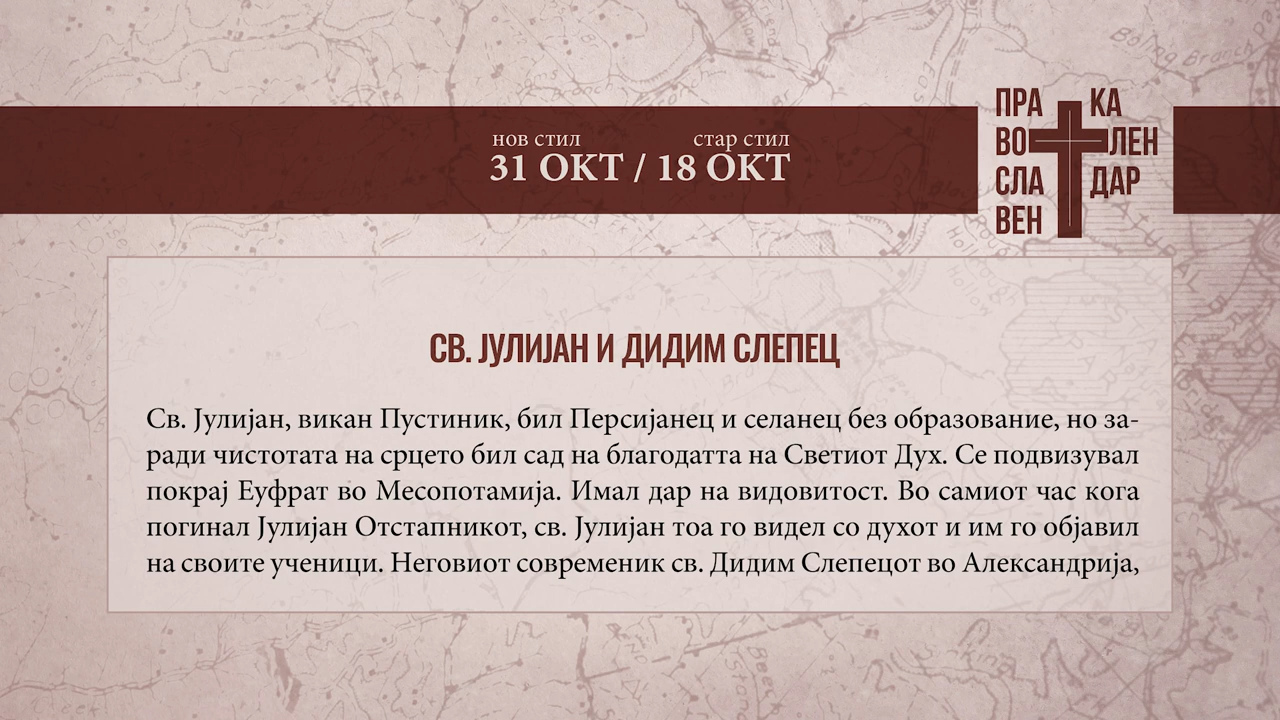 нов стил стар стил
31 ОКТ / 18 ОКТ
ПРА
ВО
СЛА
ВЕН
КА
ЛЕН
ДАР
СВ. ЈУЛИЈАН И ДИДИМ СЛЕПЕЦ
Св. Јулијан, викан Пустиник, бил Персијанец и селанец без образование, но за-
ради чистотата на срцето бил сад на благодатта на Светиот Дух. Се подвизувал
покрај Еуфрат во Месопотамија. Имал дар на видовитост. Во самиот час кога
погинал Јулијан Отстапникот, св. Јулијан тоа го видел со духот и им го објавил
на своите ученици. Неговиот современик св. Дидим Слепецот во Александрија,